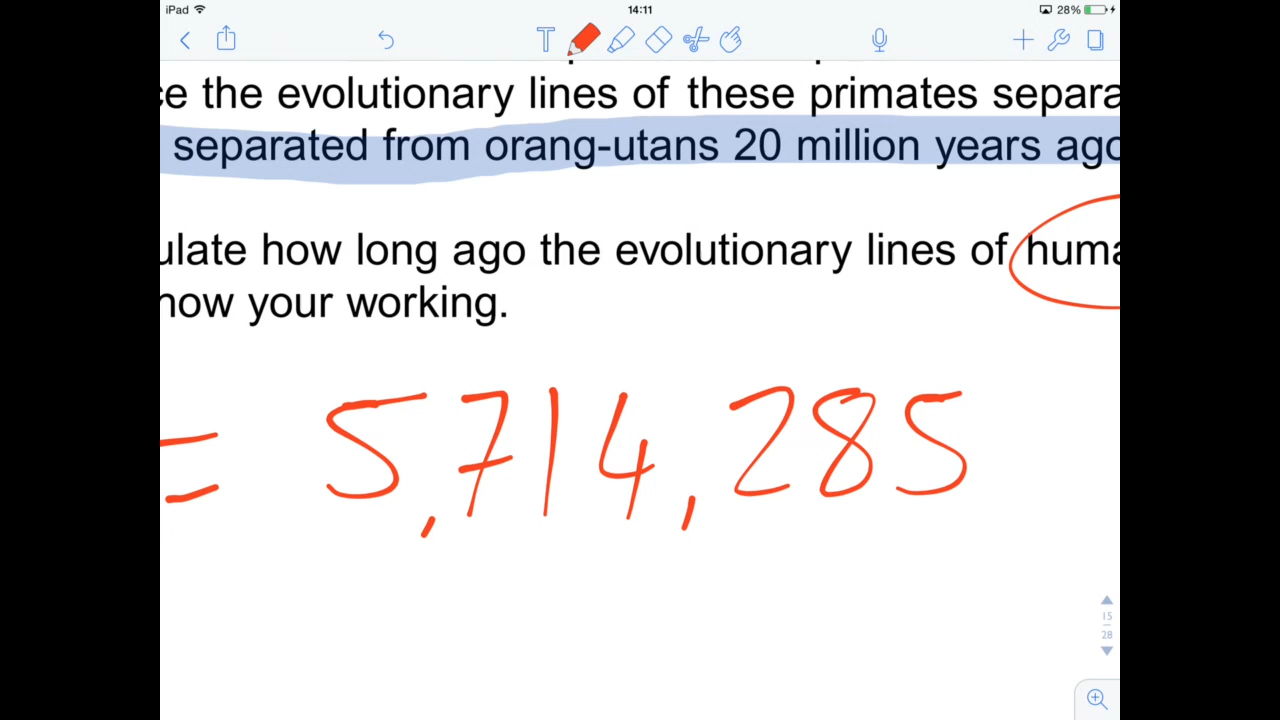 iPad 14:11 28%
T
ce the evolutionary lines of these primates separa
separated from orang-utans 20 million years ago
ulate how long ago the evolutionary lines of huma
how your working.
= 5,714,285
15
28